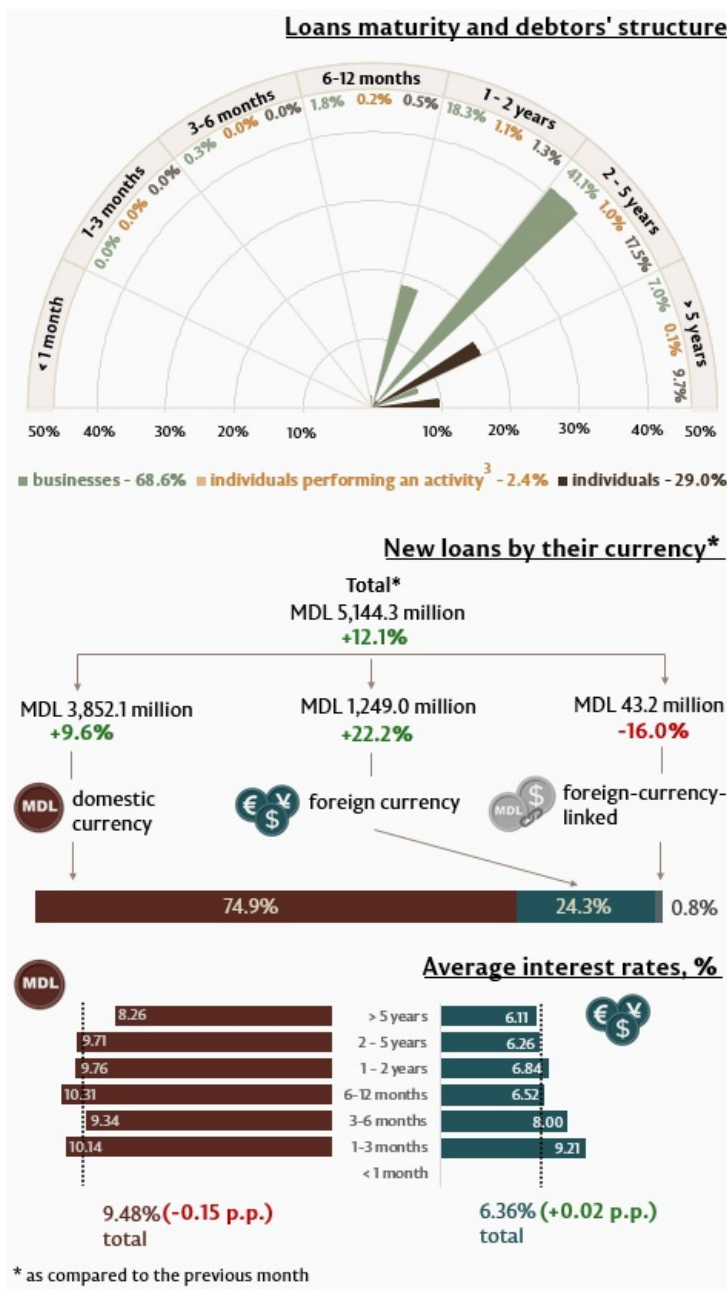 Loans maturity and debtors' structure
< 1 month
1-3 months
0.0% 0.0% 0.0%
3-6 months
0.3% 0.0% 0.0%
6-12 months
1.8% 0.2% 0.5%
1 - 2 years
18.3% 1.1% 1.3%
2 - 5 years
41.1% 1.0% 17.5%
> 5 years
7.0% 0.1% 9.7%
50% 40% 30% 20% 10% 10% 20% 30% 40% 50%
businesses - 68.6% individuals performing an activity3 - 2.4% individuals - 29.0%
New loans by their currency*
Total*
MDL 5,144.3 million
+12.1%
MDL 3,852.1 million MDL 1,249.0 million MDL 43.2 million
+9.6% +22.2% -16.0%
MDL domestic currency
€ ¥ $ foreign currency
MDL $ foreign-currency-
linked
74.9% 24.3% 0.8%
Average interest rates, %
MDL € ¥ $
8.26 > 5 years 6.11
9.71 2 - 5 years 6.26
9.76 1 - 2 years 6.84
10.31 6-12 months 6.52
9.34 3-6 months 8.00
10.14 1-3 months 9.21
< 1 month
9.48% (-0.15 p.p.) 6.36% (+0.02 p.p.)
total total
* as compared to the previous month